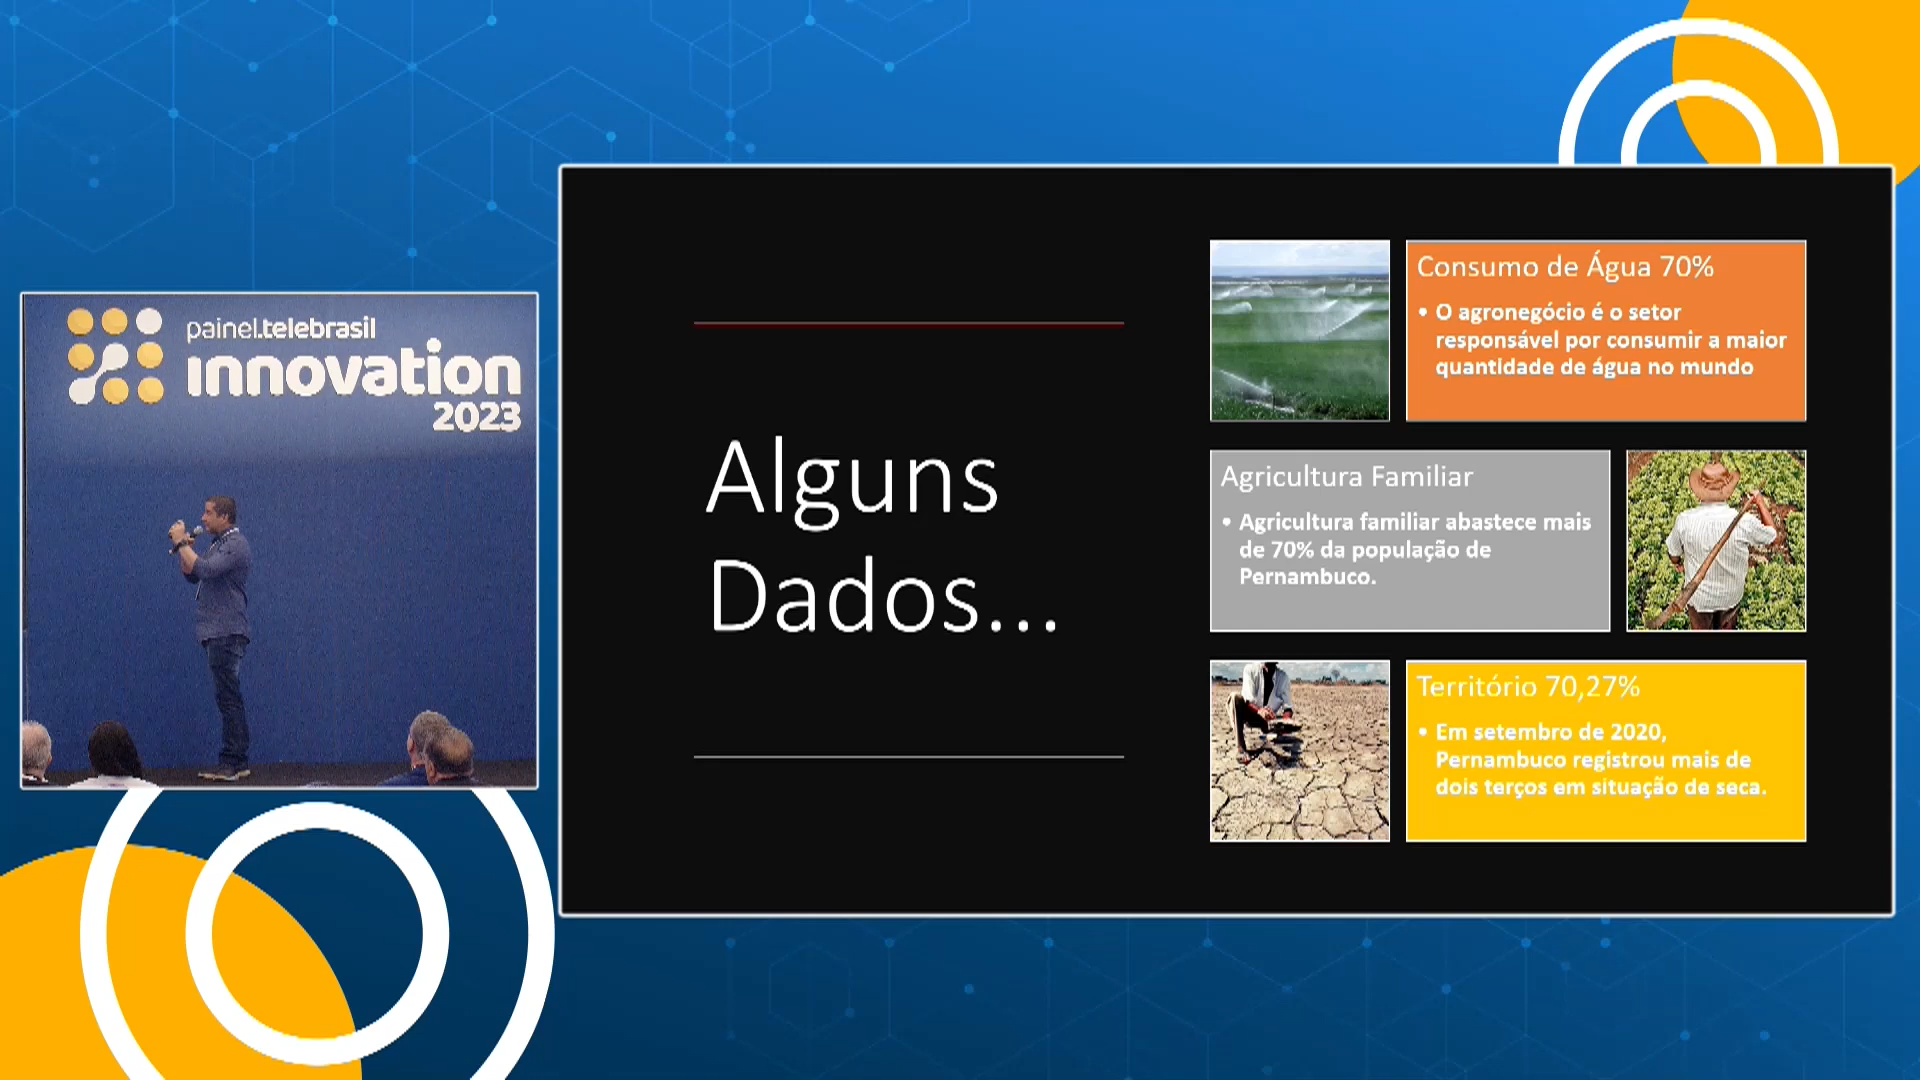 painel.telebrasil
innovation
2023
Alguns
Dados...
Consumo de Água 70%
• O agronegócio é o setor
responsável por consumir a maior
quantidade de água no mundo
Agricultura Familiar
• Agricultura familiar abastece mais
de 70% da população de
Pernambuco.
Território 70,27%
• Em setembro de 2020,
Pernambuco registrou mais de
dois terços em situação de seca.